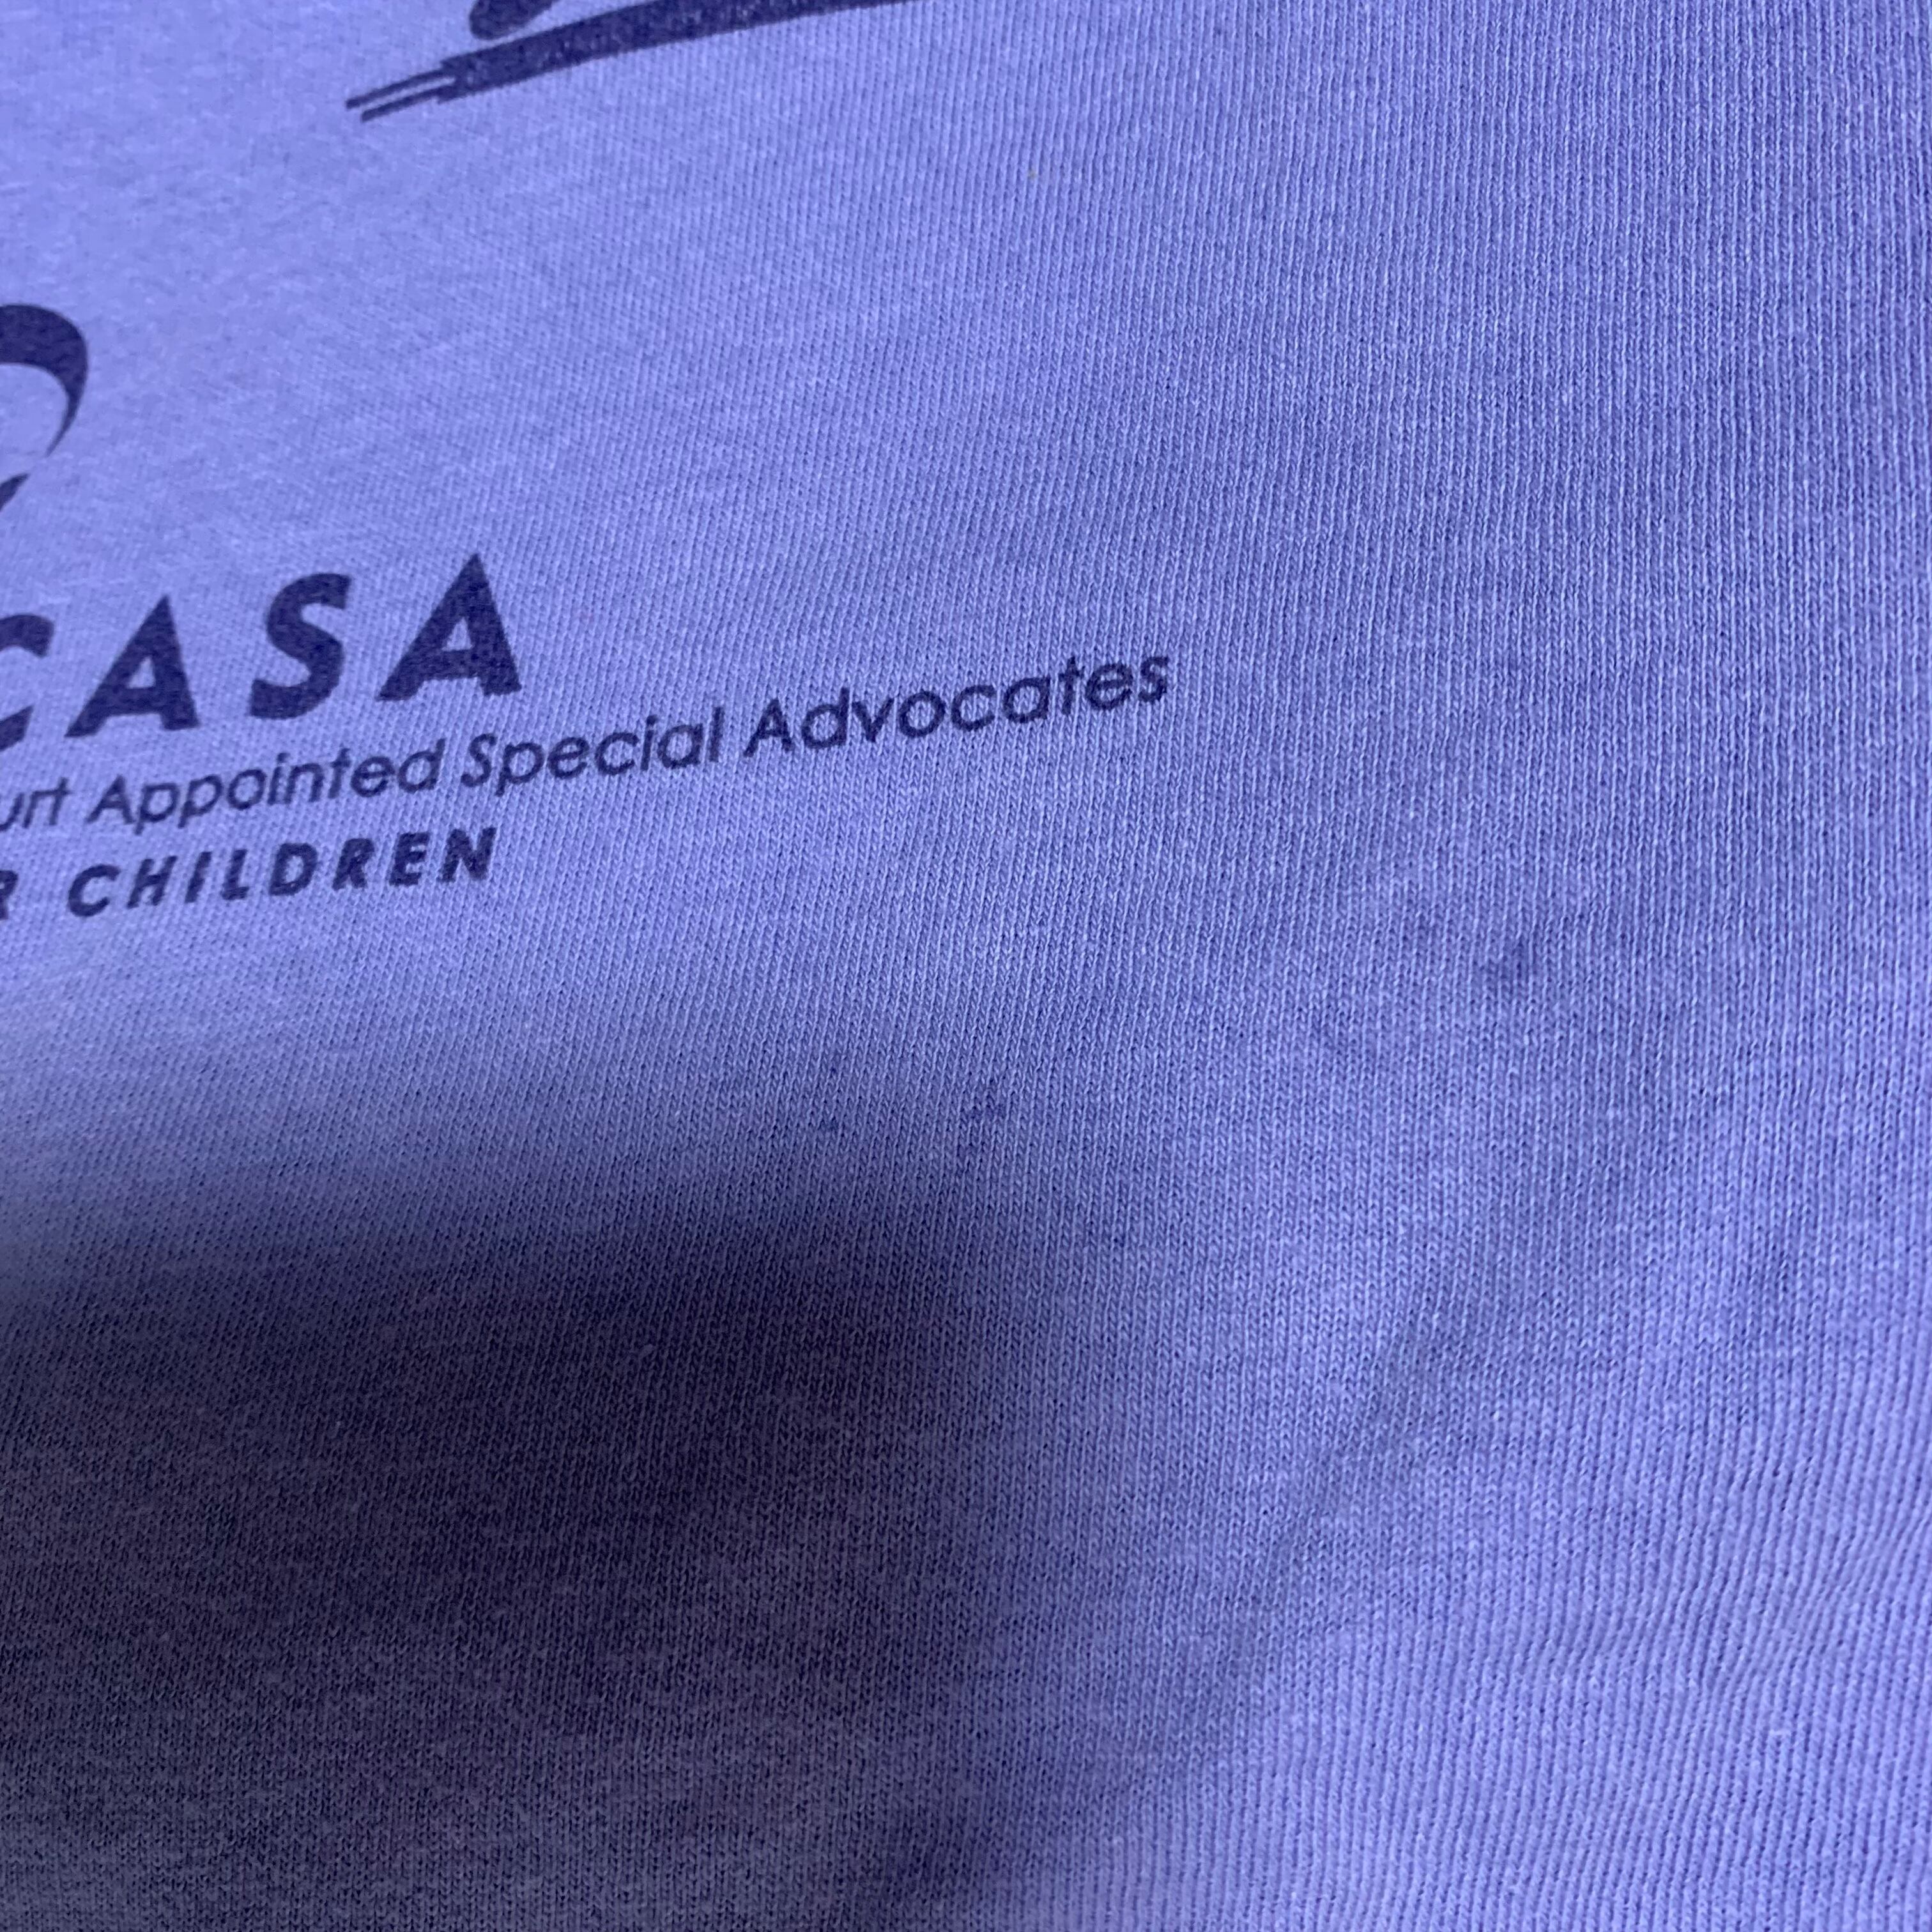 CASA
urt Appointed Special Advocates
R CHILDREN